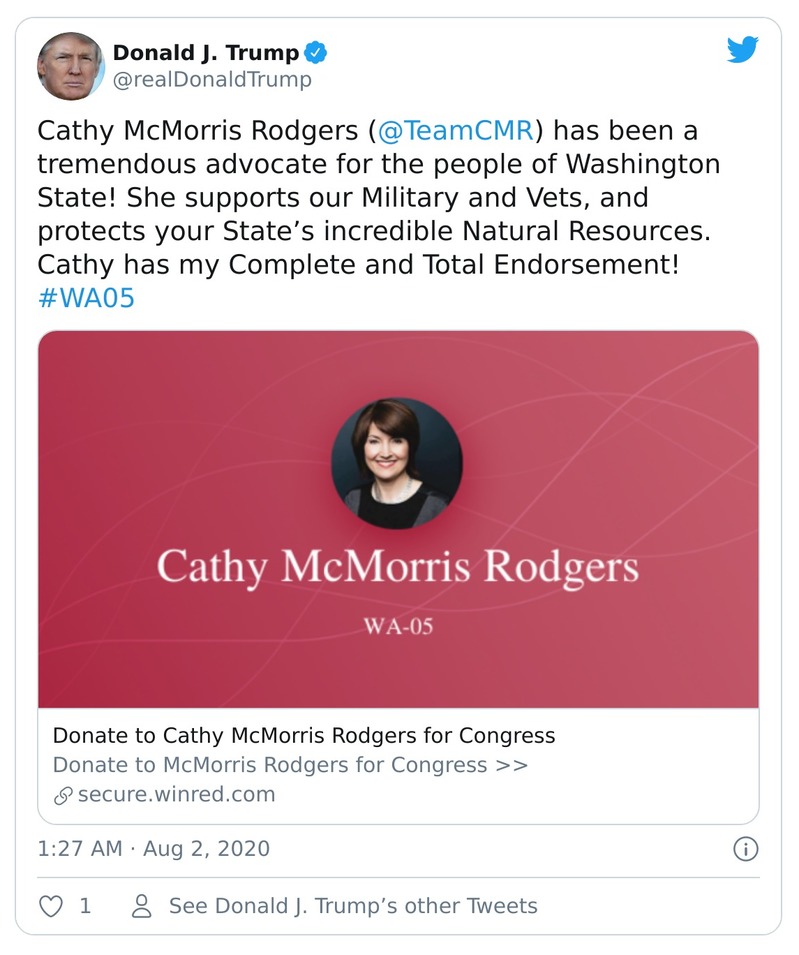 Donald J. Trump
@realDonaldTrump
Cathy McMorris Rodgers (@TeamCMR) has been a
tremendous advocate for the people of Washington
State! She supports our Military and Vets, and
protects your State’s incredible Natural Resources.
Cathy has my Complete and Total Endorsement!
#WA05
Cathy McMorris Rodgers
WA-05
Donate to Cathy McMorris Rodgers for Congress
Donate to McMorris Rodgers for Congress >>
secure.winred.com
1:27 AM · Aug 2, 2020
1 See Donald J. Trump’s other Tweets